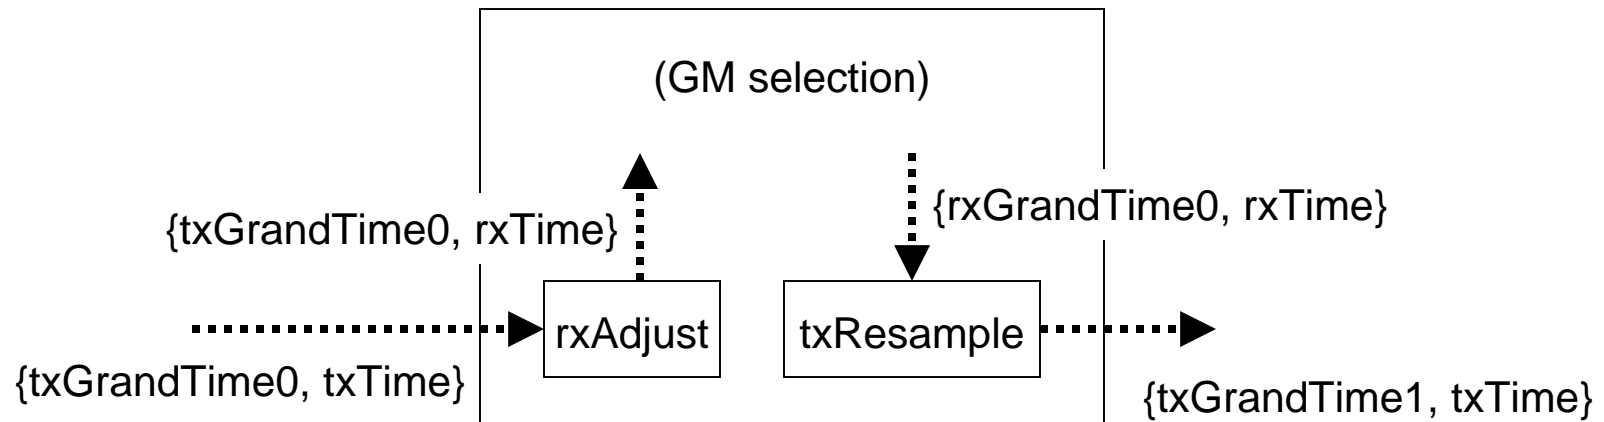 (GM selection)
{rxGrandTime0, rxTime}
{txGrandTime0, rxTime}
rxAdjust
txResample
{txGrandTime0, txTime}
{txGrandTime1, txTime}